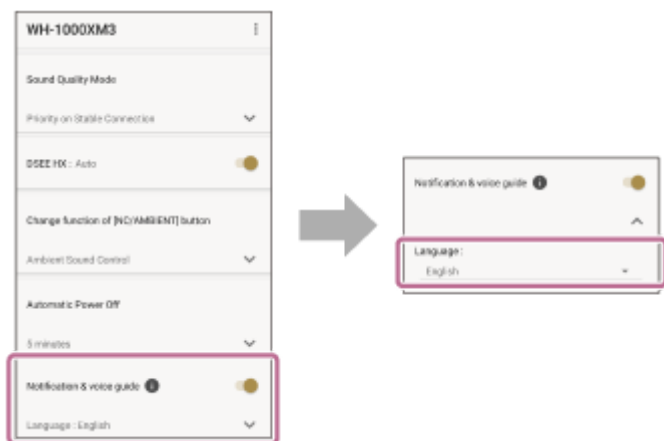 WH-1000XM3
Sound Quality Mode
Priority on Stable Connection
DSEE HX : Auto
Change function of [NC/AMBIENT] button
Ambient Sound Control
Automatic Power Off
5 minutes
Notification & voice guide
Language : English
Notification & voice guide
Language :
English